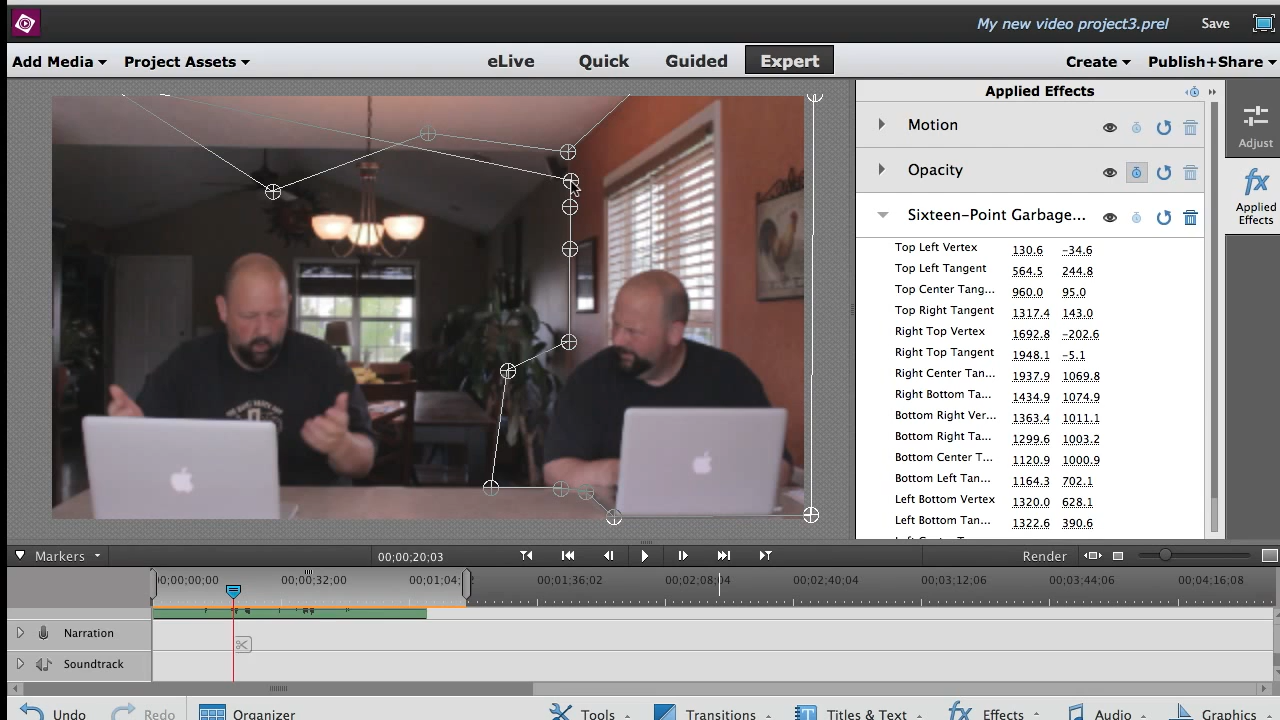 My new video project3.prel Save
Add Media Project Assets eLive Quick Guided Expert Create Publish+Share
Applied Effects
Motion
Opacity
Sixteen-Point Garbage...
Top Left Vertex 130.6 -34.6
Top Left Tangent 564.5 244.8
Top Center Tang... 960.0 95.0
Top Right Tangent 1317.4 143.0
Right Top Vertex 1692.8 -202.6
Right Top Tangent 1948.1 -5.1
Right Center Tan... 1937.9 1069.8
Right Bottom Ta... 1434.9 1074.9
Bottom Right Ver... 1363.4 1011.1
Bottom Right Ta... 1299.6 1003.2
Bottom Center T... 1120.9 1000.9
Bottom Left Tan... 1164.3 702.1
Left Bottom Vertex 1320.0 628.1
Left Bottom Tan... 1322.6 390.6
Adjust
fx
Applied
Effects
Markers 00;00;20;03 Render
00;00;32;00 00;01;36;02 00;02;08;04 00;02;40;04 00;03;12;06 00;03;44;06 00;04;16;08
Narration
Soundtrack
Undo Redo Organizer Tools Transitions Titles & Text fx Effects Audio Graphics